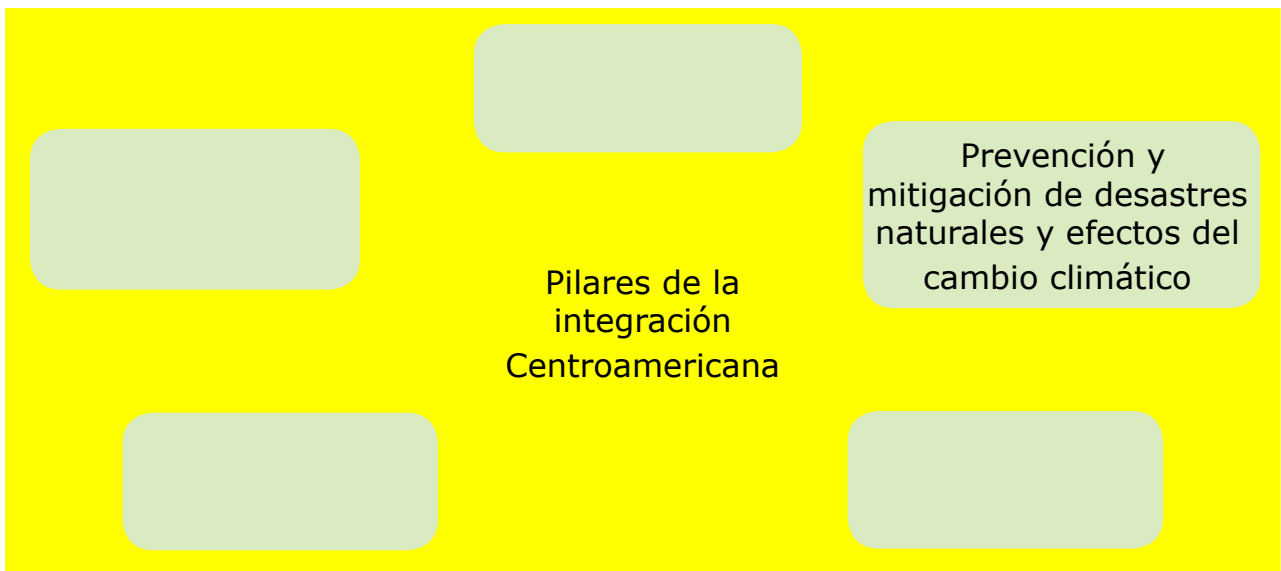 Prevención y
mitigación de desastres
naturales y efectos del
cambio climático
Pilares de la
integración
Centroamericana